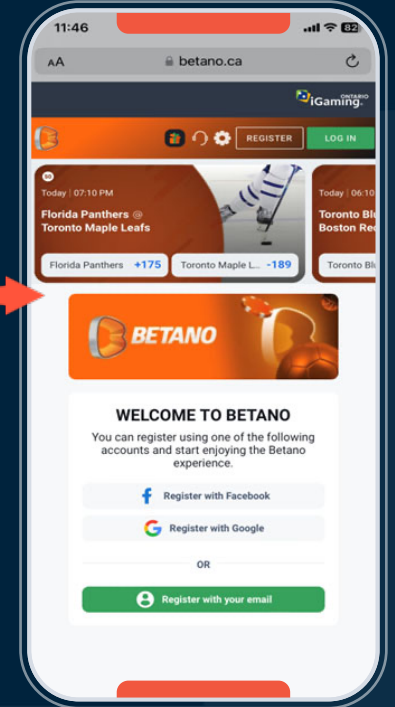 11:46
82
AA
betano.ca
iGaming.
ONTARIO
REGISTER
LOG IN
Today | 07:10 PM
Florida Panthers @
Toronto Maple Leafs
Florida Panthers +175
Toronto Maple L... -189
Today | 06:10
Toronto Bl
Boston Re
Toronto Bl
BETANO
WELCOME TO BETANO
You can register using one of the following
accounts and start enjoying the Betano
experience.
Register with Facebook
Register with Google
OR
Register with your email